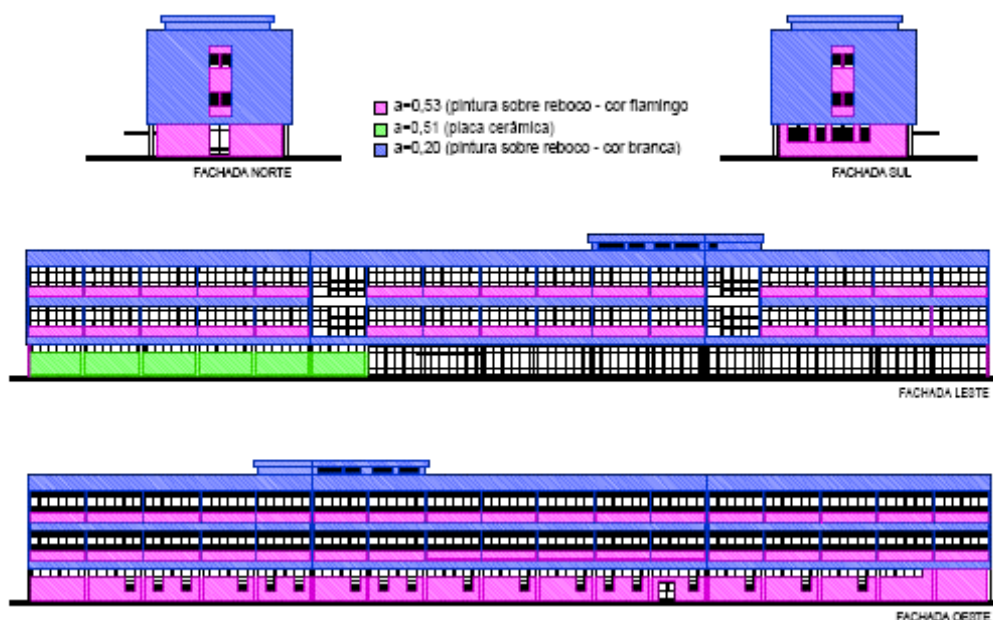 a=0,53 (pintura sobre reboco - cor flamingo
a=0,51 (placa cerâmica)
a=0,20 (pintura sobre reboco - cor branca)
FACHADA NORTE
FACHADA SUL
FACHADA LESTE
FACHADA OESTE